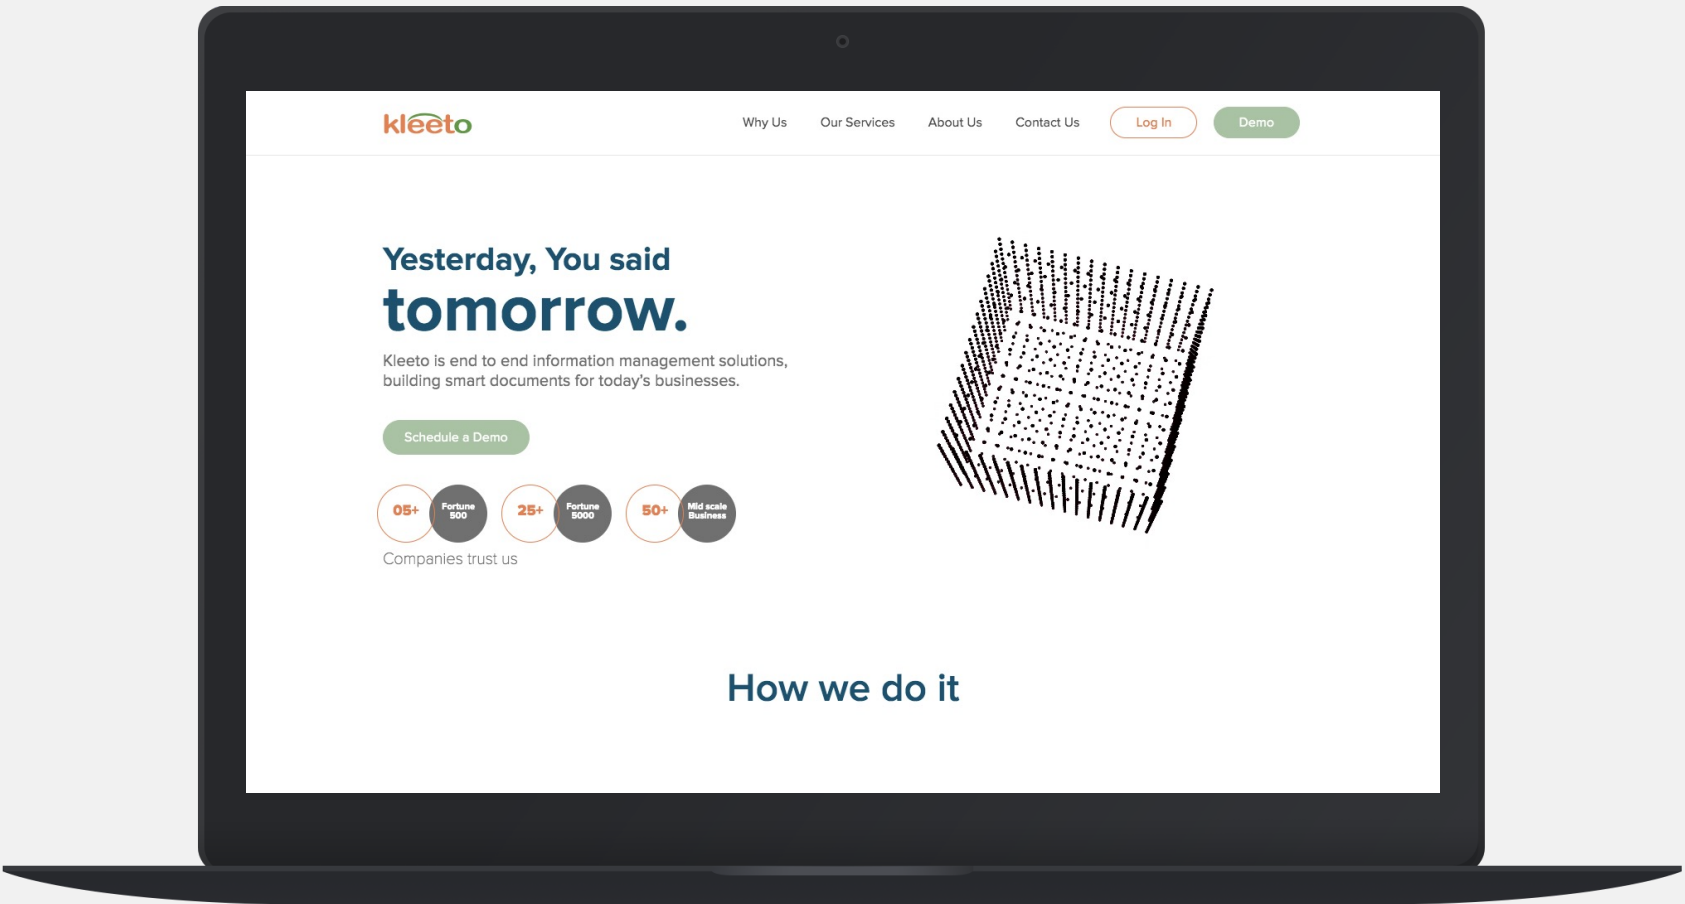 kleeto
Why Us
Our Services
About Us
Contact Us
Log In
Demo
Yesterday, You said
tomorrow.
Kleeto is end to end information management solutions,
building smart documents for today's businesses.
Schedule a Demo
05+
Fortune
500
25+
Fortune
5000
50+
Mid scale
Business
Companies trust us
How we do it